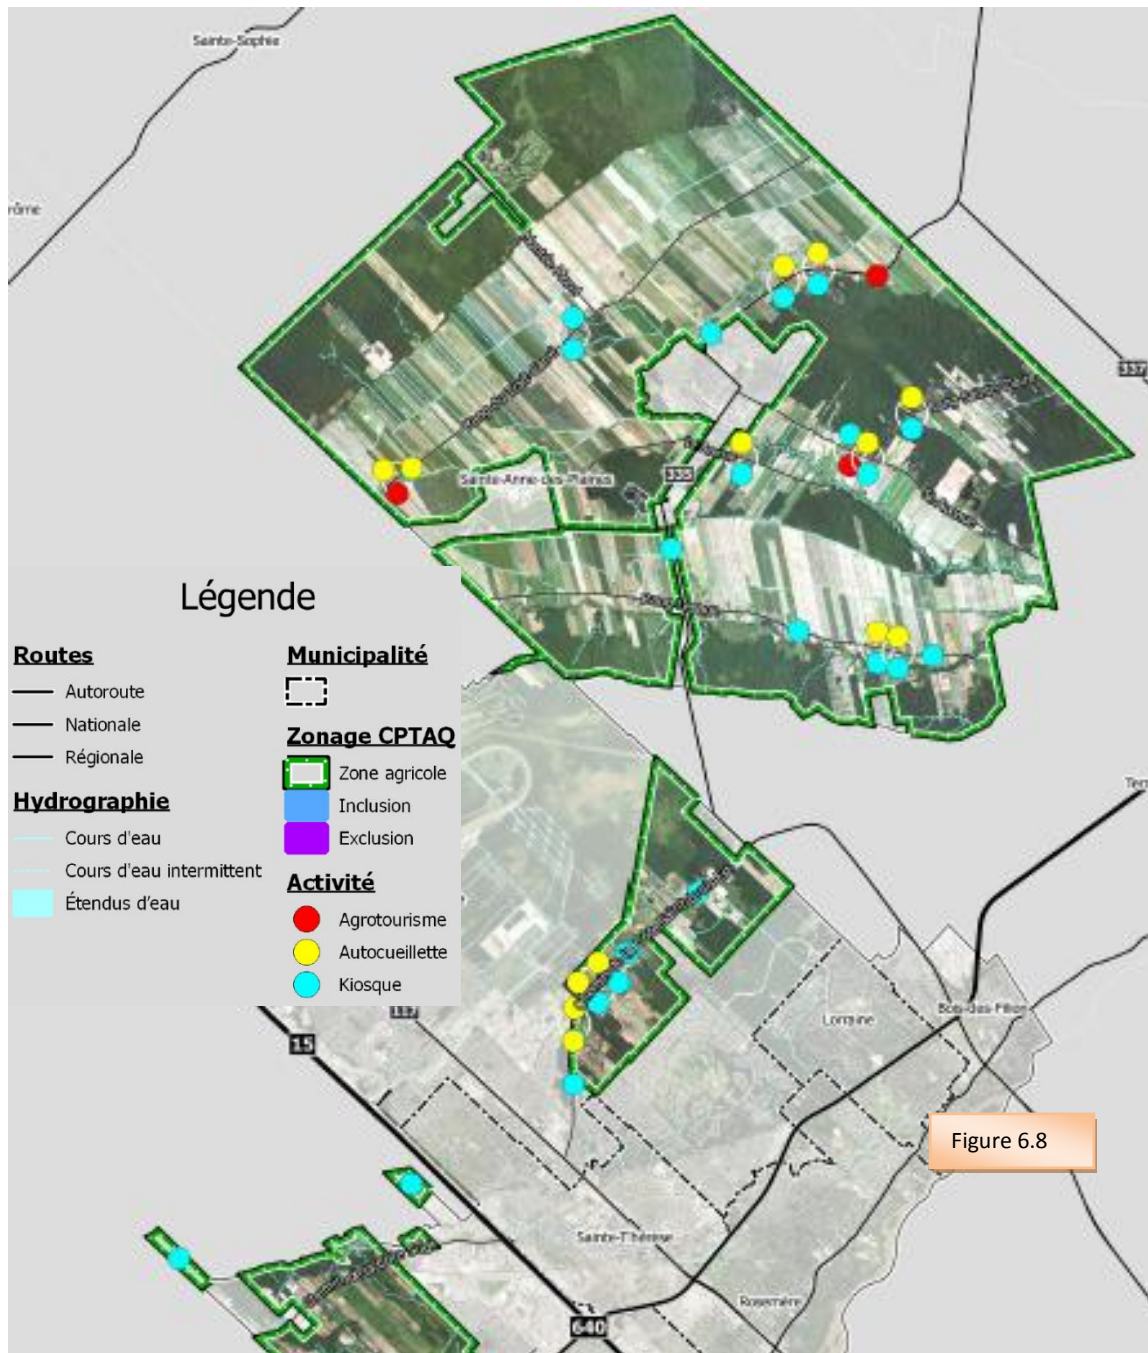 Sainte-Sophie
337
Sainte-Anne-des-Plaines
335
Légende
Routes
Autoroute
Nationale
Régionale
Hydrographie
Cours d'eau
Cours d'eau intermittent
Étendus d'eau
Municipalité
Zonage CPTAQ
Zone agricole
Inclusion
Exclusion
Activité
Agrotourisme
Autocueillette
Kiosque
15
Lorraine
Bois-des-Filion
Figure 6.8
Sainte-Thérèse
Rosemère
640